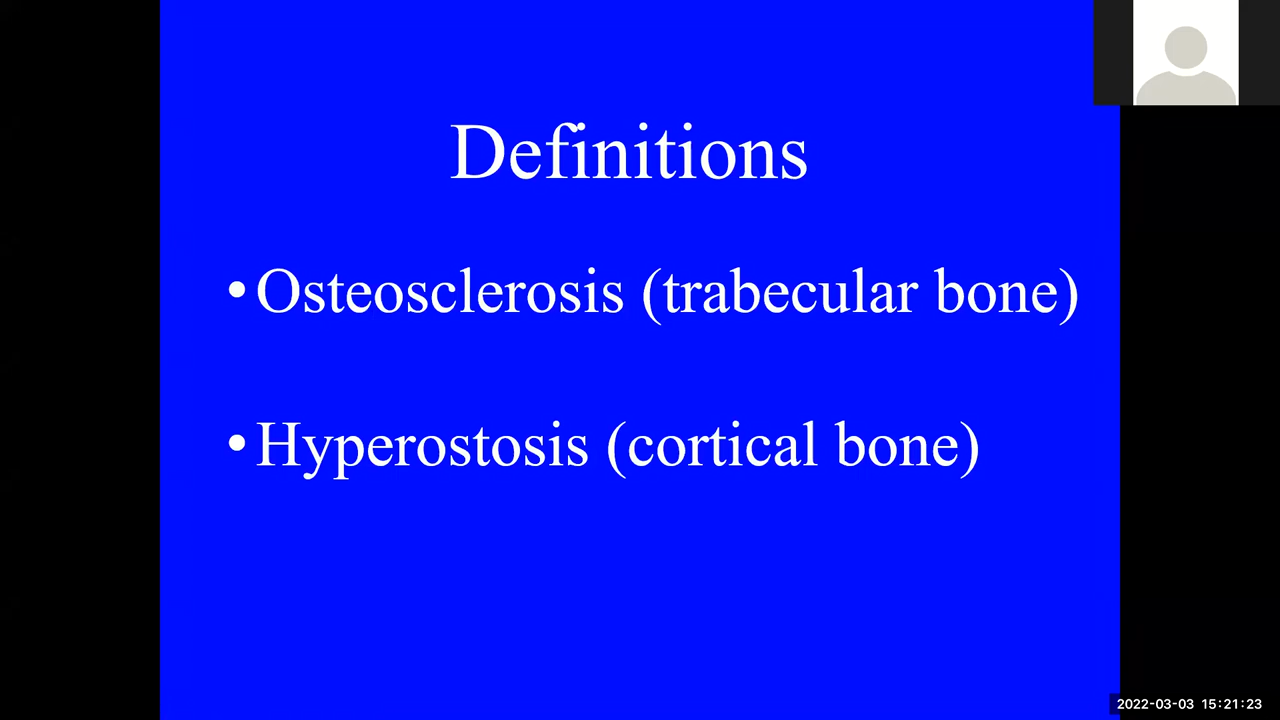 Definitions
• Osteosclerosis (trabecular bone)
• Hyperostosis (cortical bone)
2022-03-03 15:21:23